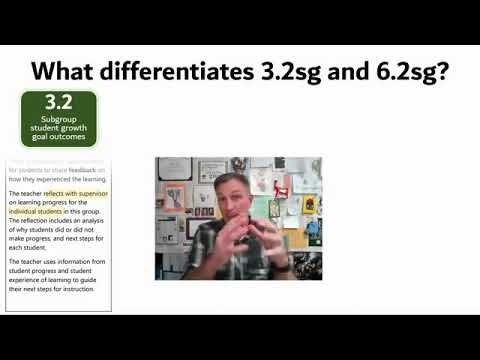 What differentiates 3.2sg and 6.2sg?
3.2
Subgroup
student growth
goal outcomes
for students to share feedback on
how they experienced the learning.
The teacher reflects with supervisor
on learning progress for the
individual students in this group.
The reflection includes an analysis
of why students did or did not
make progress, and next steps for
each student.
The teacher uses information from
student progress and student
experience of learning to guide
their next steps for instruction.